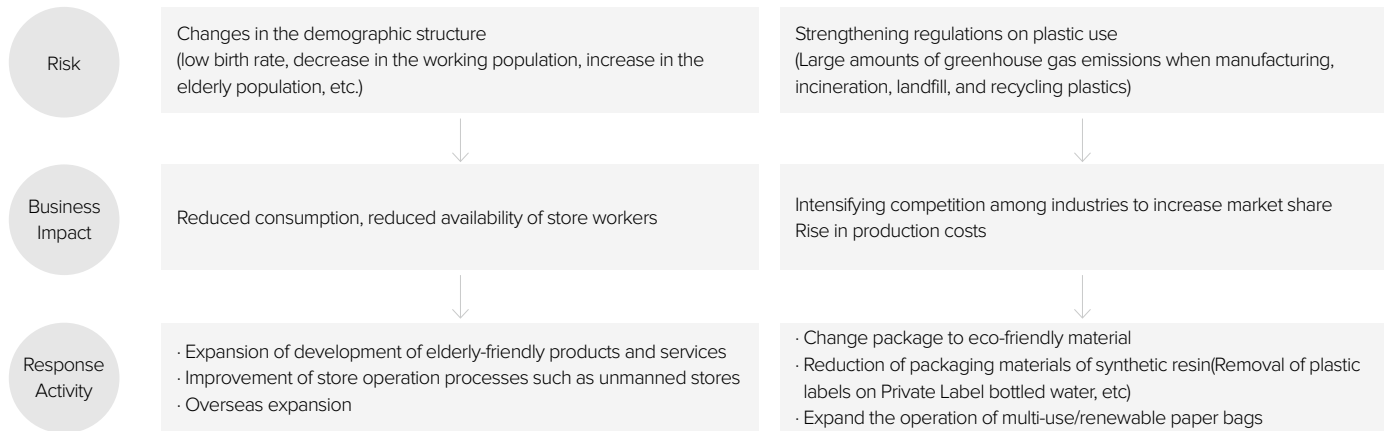 Risk
Changes in the demographic structure
(low birth rate, decrease in the working population, increase in the
elderly population, etc.)
Strengthening regulations on plastic use
(Large amounts of greenhouse gas emissions when manufacturing,
incineration, landfill, and recycling plastics)
Business
Impact
Reduced consumption, reduced availability of store workers
Intensifying competition among industries to increase market share
Rise in production costs
Response
Activity
· Expansion of development of elderly-friendly products and services
· Improvement of store operation processes such as unmanned stores
· Overseas expansion
· Change package to eco-friendly material
· Reduction of packaging materials of synthetic resin(Removal of plastic
labels on Private Label bottled water, etc)
· Expand the operation of multi-use/renewable paper bags